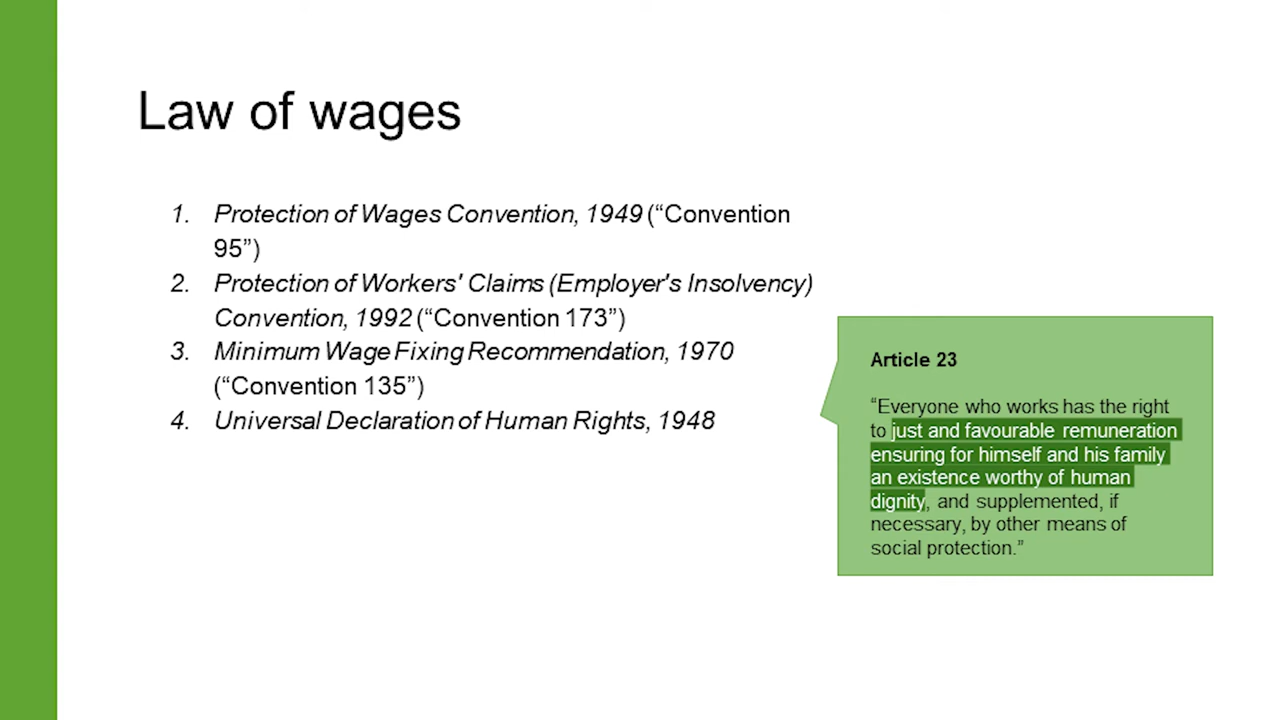 Law of wages
1. Protection of Wages Convention, 1949 (“Convention
95”)
2. Protection of Workers' Claims (Employer's Insolvency)
Convention, 1992 (“Convention 173”)
3. Minimum Wage Fixing Recommendation, 1970
(“Convention 135”)
4. Universal Declaration of Human Rights, 1948
Article 23
“Everyone who works has the right
to just and favourable remuneration
ensuring for himself and his family
an existence worthy of human
dignity, and supplemented, if
necessary, by other means of
social protection.”